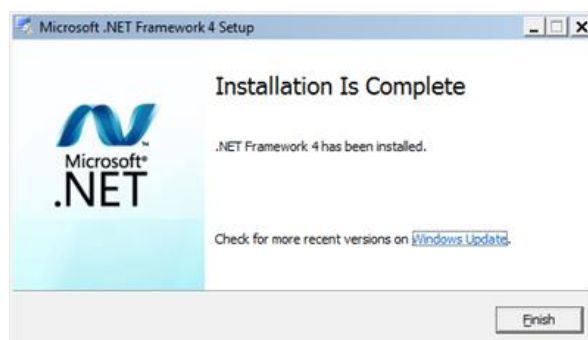 Microsoft .NET Framework 4 Setup
Installation Is Complete
.NET Framework 4 has been installed.
Microsoft®
.NET
Check for more recent versions on Windows Update.
Finish